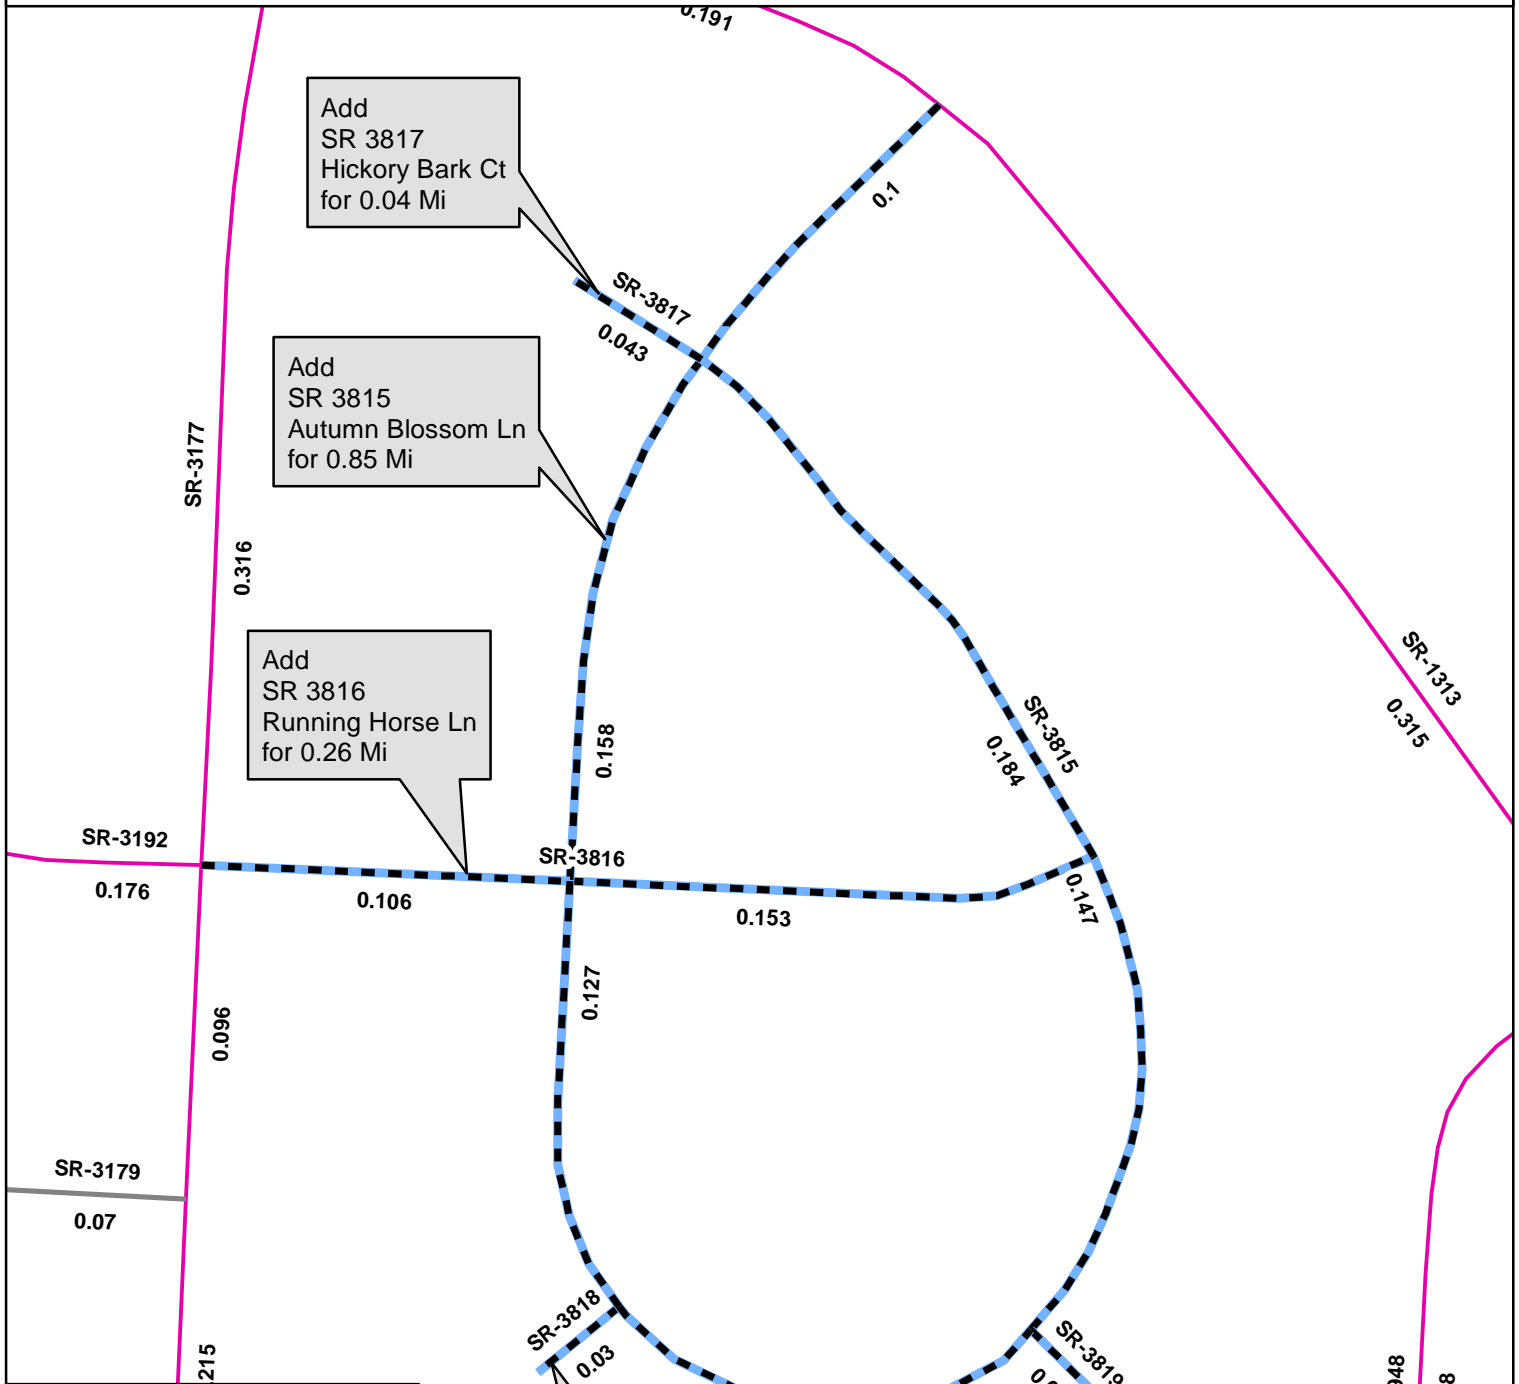 0.191
Add
SR 3817
Hickory Bark Ct
for 0.04 Mi
0.1
SR-3817
0.043
Add
SR 3815
Autumn Blossom Ln
for 0.85 Mi
SR-3177
0.316
Add
SR 3816
Running Horse Ln
for 0.26 Mi
SR-1313
0.315
SR-3815
0.184
0.158
SR-3192
0.176
SR-3816
0.106
0.153
0.147
0.127
0.096
SR-3179
0.07
SR-3818
0.03
SR-3819